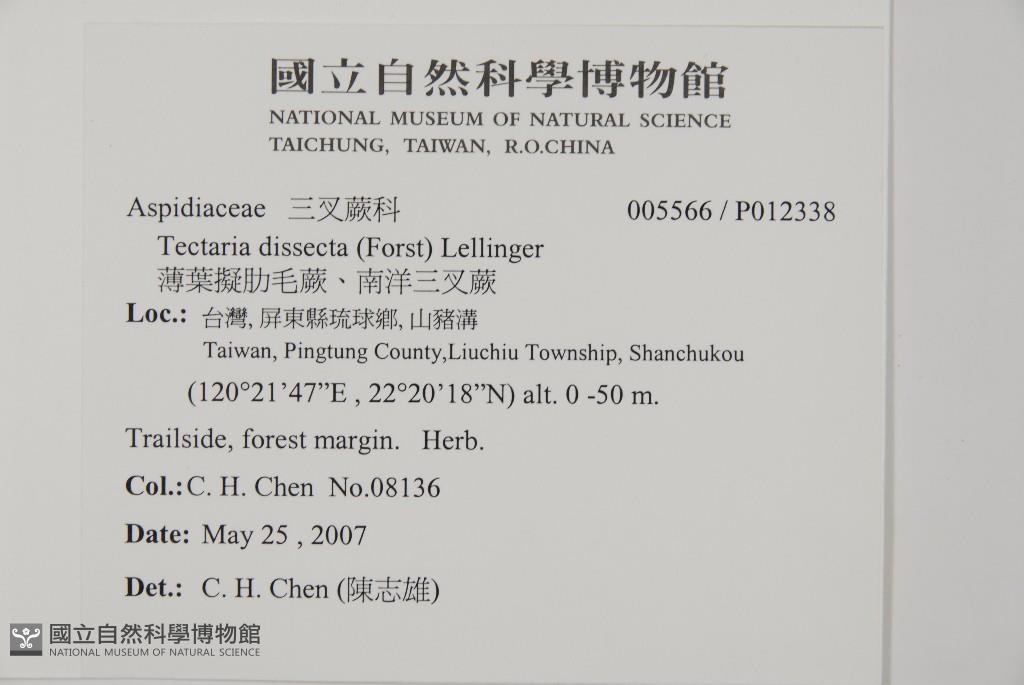 國立自然科學博物館
NATIONAL MUSEUM OF NATURAL SCIENCE
TAICHUNG, TAIWAN, R.O.CHINA
Aspidiaceae 三叉蕨科 005566 / P012338
Tectaria dissecta (Forst) Lellinger
薄葉擬肋毛蕨、南洋三叉蕨
Loc.: 台灣, 屏東縣琉球鄉, 山豬溝
Taiwan, Pingtung County,Liuchiu Township, Shanchukou
(120°21’47”E , 22°20’18”N) alt. 0 -50 m.
Trailside, forest margin. Herb.
Col.: C. H. Chen No.08136
Date: May 25 , 2007
Det.: C. H. Chen (陳志雄)
國立自然科學博物館
NATIONAL MUSEUM OF NATURAL SCIENCE